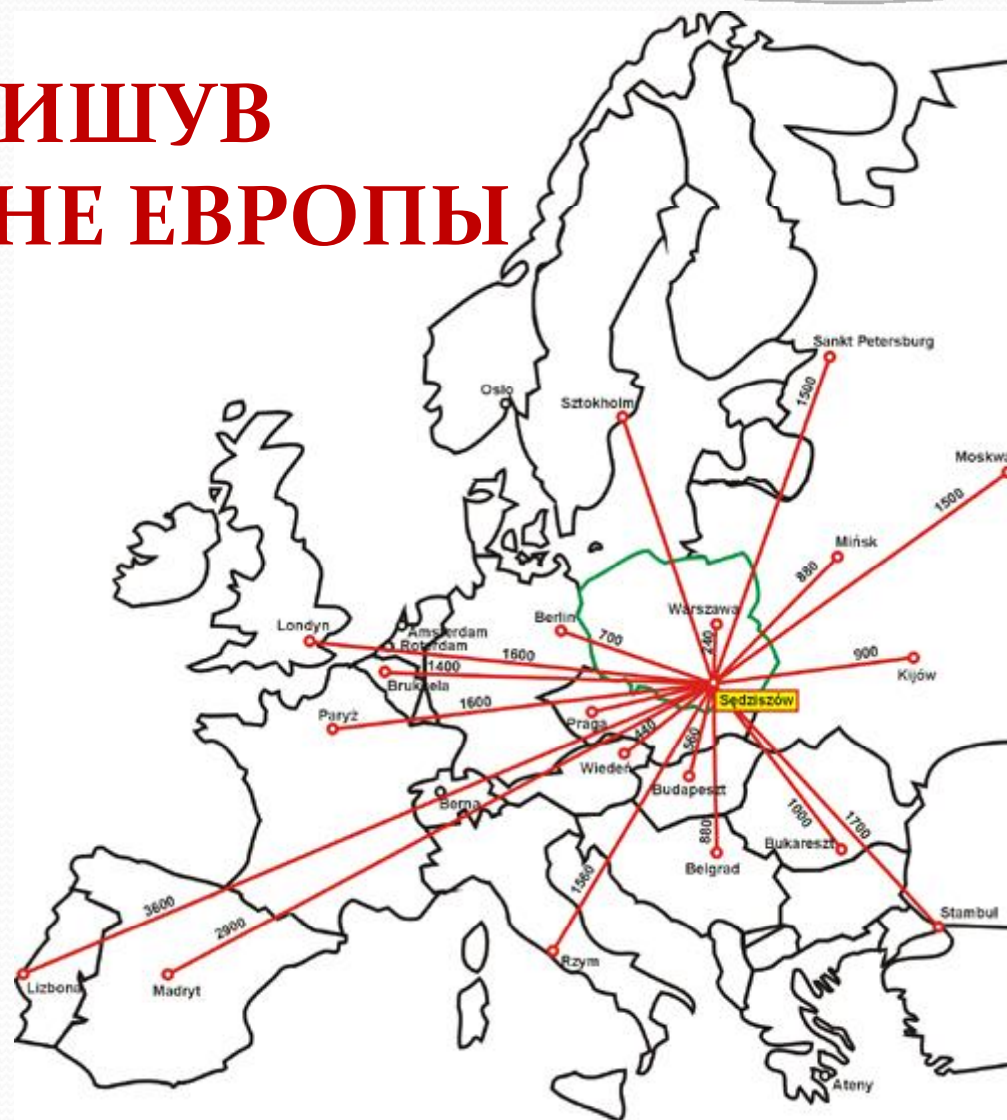 ИШУВ
НЕ ЕВРОПЫ
Sankt Petersburg
Oslo
Sztokholm
1500
Moskwa
1500
Mińsk
880
Warszawa
240
Berlin
700
Londyn
Amsterdam
Roterdam
1600
1400
Bruksela
900
Kijów
Sędziszów
Paryż
1600
Praga
440
560
Wiedeń
Budapeszt
Berna
1000
1700
880
Bukareszt
Belgrad
1560
3600
2900
Stambuł
Rzym
Lizbona
Madryt
Ateny